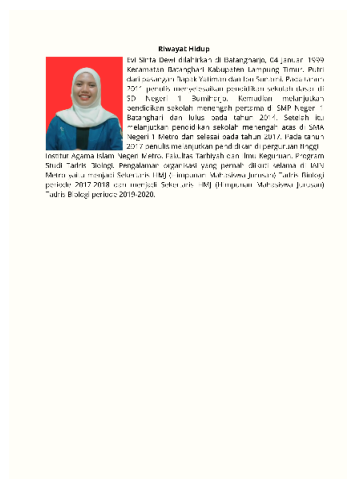 Riwayat Hidup
Evi Sinta Dewi dilahirkan di Batangharjo, 04 Januari 1999
Kecamatan Batanghari Kabupaten Lampung Timur. Putri
dari pasangan Bapak Yatiman dan Ibu. Pada tahun
2011 penulis menyelesaikan pendidikan sekolah dasar di
SD Negeri 1 Bumiharjo. Kemudian melanjutkan
pendidikan sekolah menengah pertama di SMP Negeri 1
Batanghari dan lulus pada tahun 2014. Setelah itu
melanjutkan pendidikan sekolah menengah atas di SMA
Negeri 1 Metro dan selesai pada tahun 2017. Pada tahun
2017 penulis melanjutkan pendidikan di perguruan tinggi
Institut Agama Islam Negeri Metro, Fakultas Tarbiyah dan Ilmu Keguruan, Program
Studi Tadris Biologi. Pengalaman organisasi yang pernah diikuti selama di IAIN
Metro yaitu menjadi Sekertaris HMJ (Himpunan Mahasiswa Jurusan) Tadris Biologi
periode 2017-2018 dan menjadi Sekertaris HMJ (Himpunan Mahasiswa Jurusan)
Tadris Biologi periode 2019-2020.